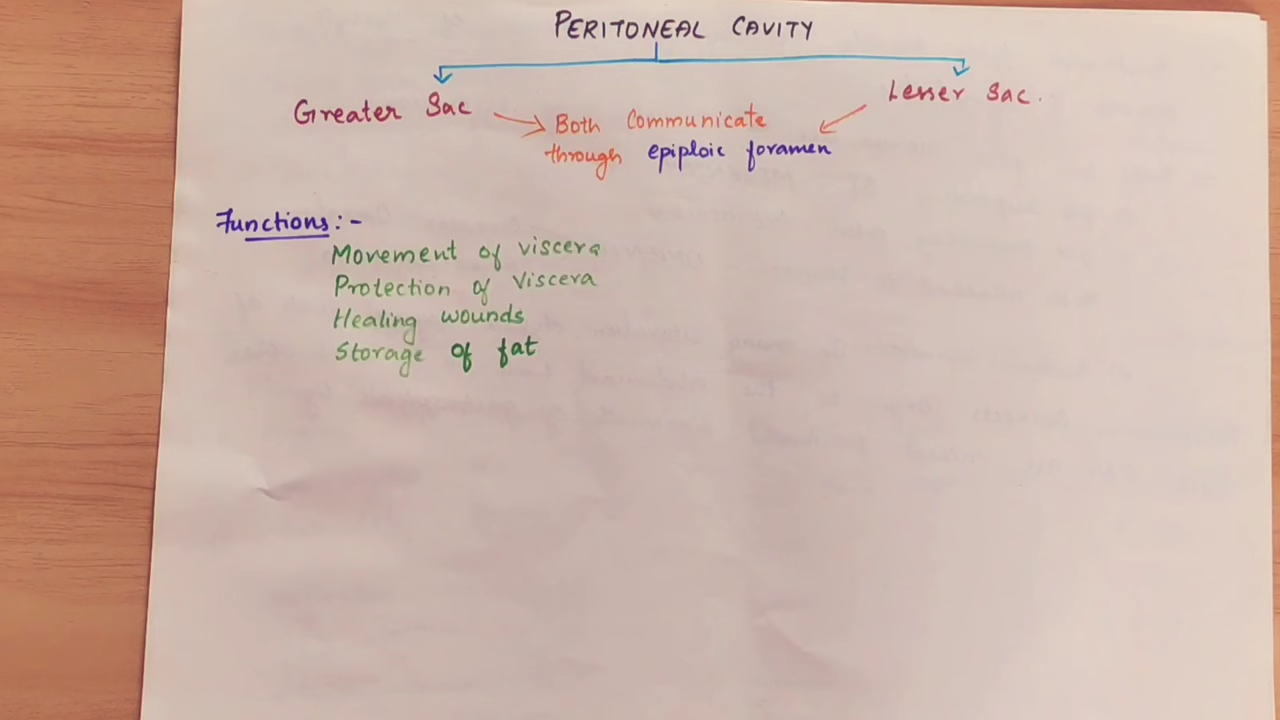 PERITONEAL CAVITY
Greater Sac
Lesser Sac.
Both Communicate
through epiploic foramen
Functions:-
Movement of viscera
Protection of Viscera
Healing wounds
Storage of fat